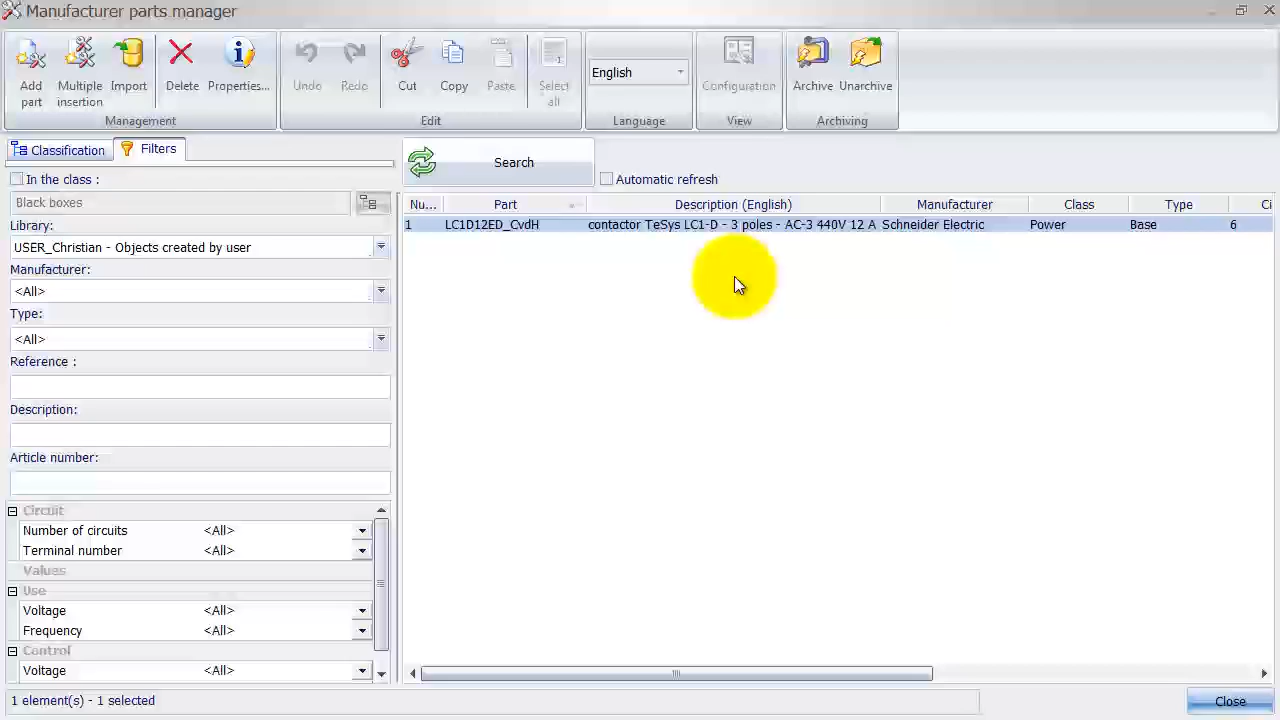 Manufacturer parts manager
Add part
Multiple insertion
Import
Delete
Properties...
Management
Undo
Redo
Cut
Copy
Paste
Select all
Edit
English
Language
Configuration
View
Archive
Unarchive
Archiving
Classification
Filters
In the class :
Black boxes
Library:
USER_Christian - Objects created by user
Manufacturer:
<All>
Type:
<All>
Reference :
Description:
Article number:
Circuit
Number of circuits <All>
Terminal number <All>
Values
Use
Voltage <All>
Frequency <All>
Control
Voltage <All>
Search
Automatic refresh
Nu... Part Description (English) Manufacturer Class Type Ci
1 LC1D12ED_CvdH contactor TeSys LC1-D - 3 poles - AC-3 440V 12 A Schneider Electric Power Base 6
1 element(s) - 1 selected
Close